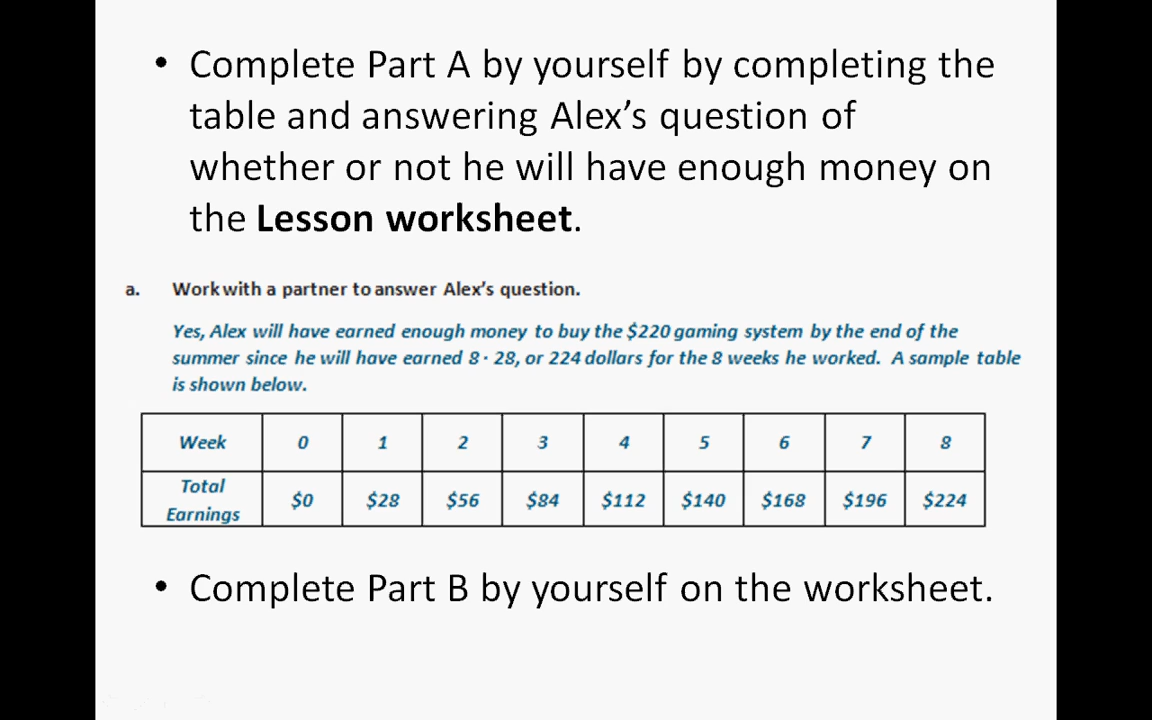 • Complete Part A by yourself by completing the
table and answering Alex’s question of
whether or not he will have enough money on
the Lesson worksheet.
a. Work with a partner to answer Alex’s question.
Yes, Alex will have earned enough money to buy the $220 gaming system by the end of the
summer since he will have earned 8 · 28, or 224 dollars for the 8 weeks he worked. A sample table
is shown below.
Week 0 1 2 3 4 5 6 7 8
Total
Earnings $0 $28 $56 $84 $112 $140 $168 $196 $224
• Complete Part B by yourself on the worksheet.